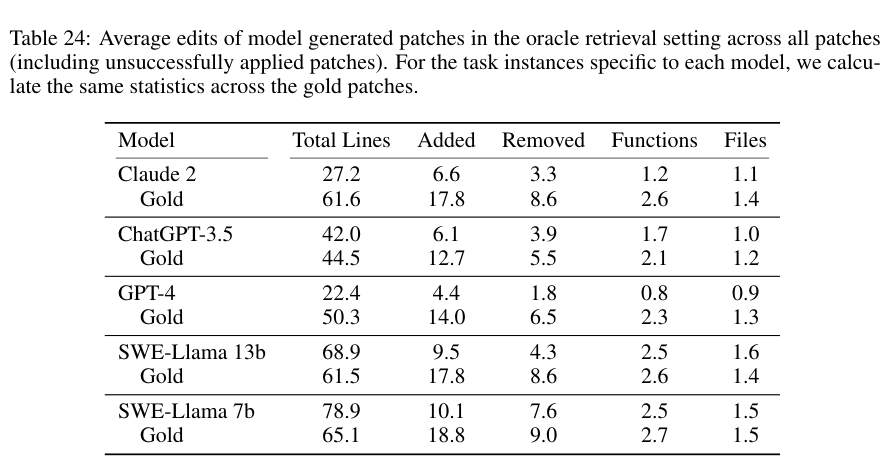 Table 24: Average edits of model generated patches in the oracle retrieval setting across all patches
(including unsuccessfully applied patches). For the task instances specific to each model, we calcu-
late the same statistics across the gold patches.
Model Total Lines Added Removed Functions Files
Claude 2 27.2 6.6 3.3 1.2 1.1
Gold 61.6 17.8 8.6 2.6 1.4
ChatGPT-3.5 42.0 6.1 3.9 1.7 1.0
Gold 44.5 12.7 5.5 2.1 1.2
GPT-4 22.4 4.4 1.8 0.8 0.9
Gold 50.3 14.0 6.5 2.3 1.3
SWE-Llama 13b 68.9 9.5 4.3 2.5 1.6
Gold 61.5 17.8 8.6 2.6 1.4
SWE-Llama 7b 78.9 10.1 7.6 2.5 1.5
Gold 65.1 18.8 9.0 2.7 1.5